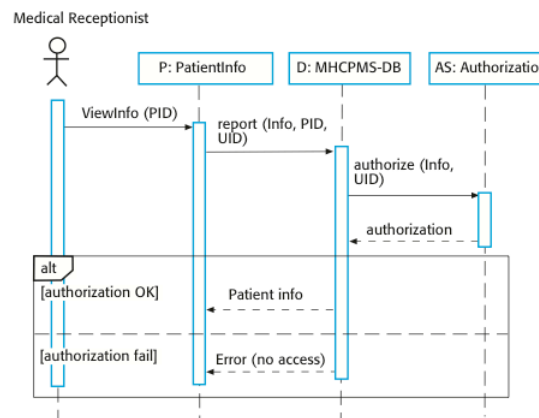 Medical Receptionist
P: PatientInfo
D: MHCPMS-DB
AS: Authorizatio
ViewInfo (PID)
report (Info, PID,
UID)
authorize (Info,
UID)
authorization
alt
[authorization OK]
Patient info
[authorization fail]
Error (no access)